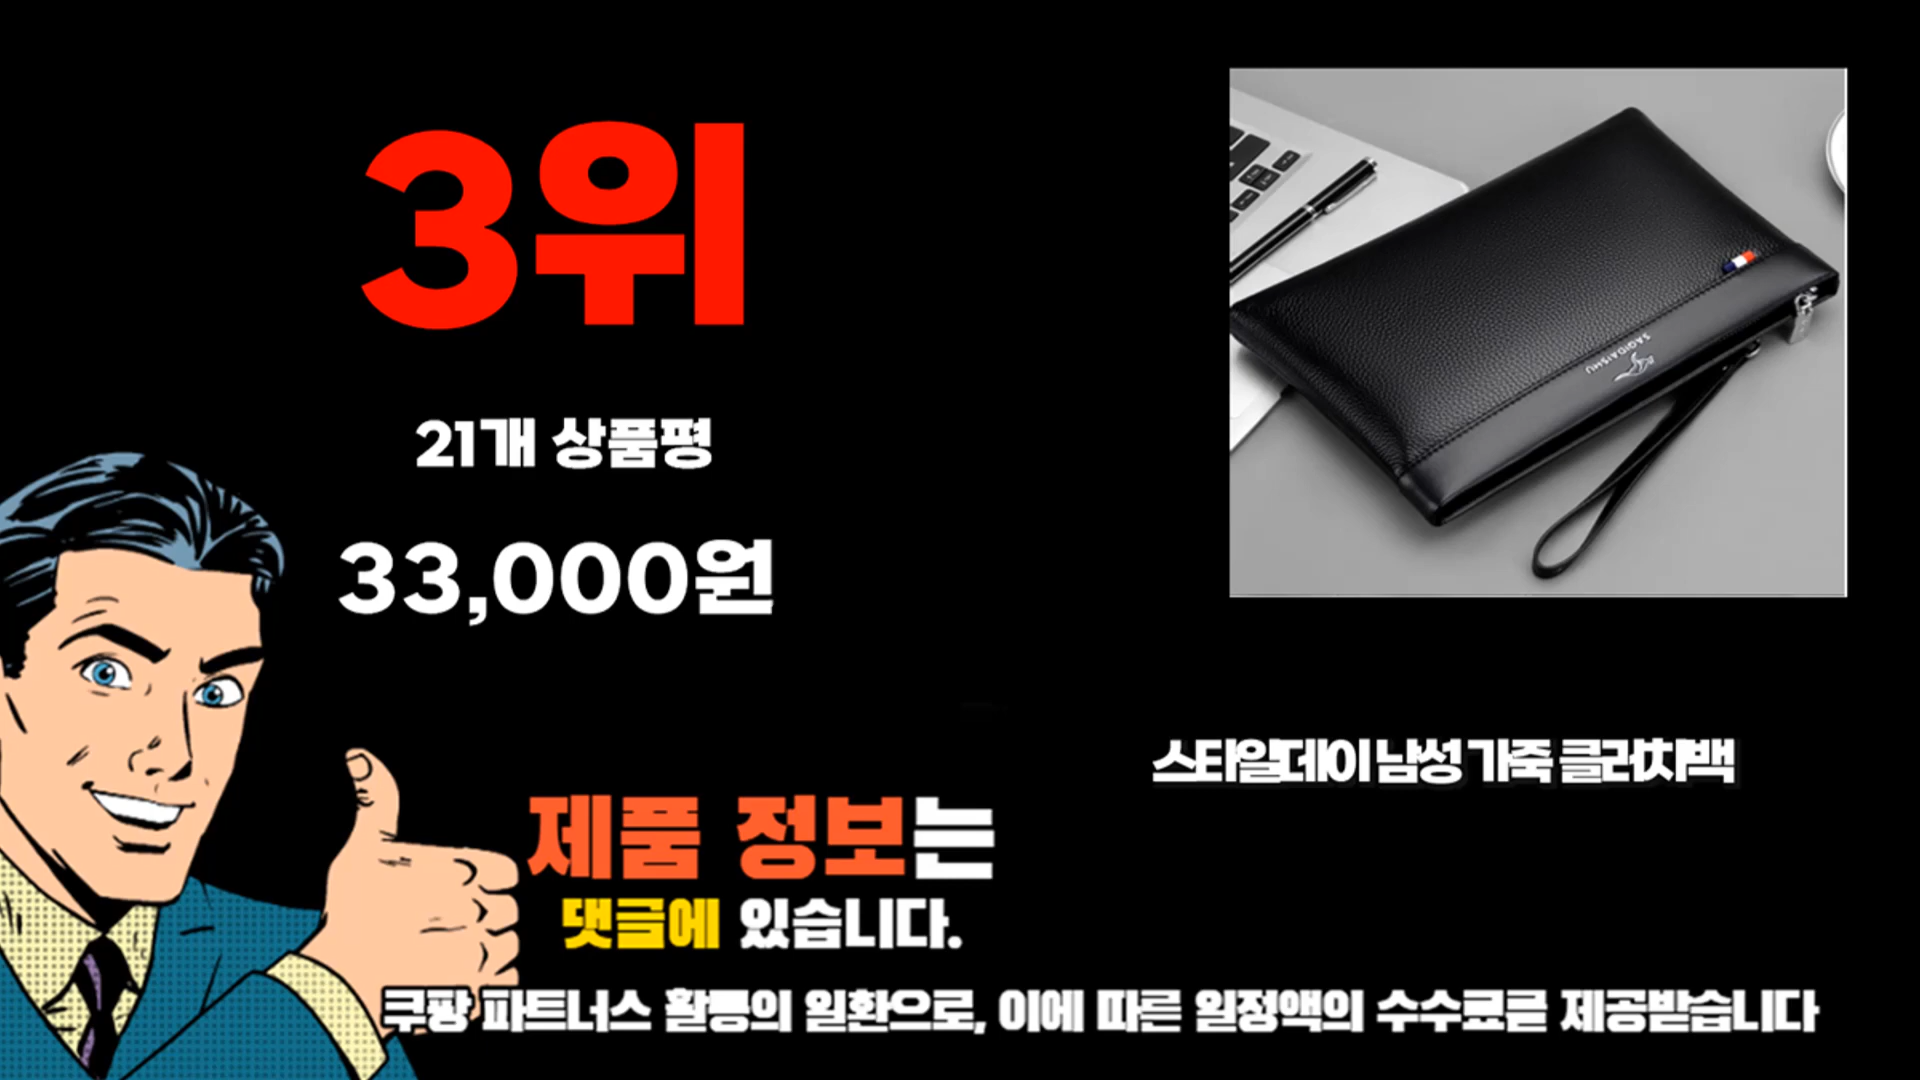 3위
21개 상품평
33,000원
SAGIDAISHU
스타일데이 남성 가죽 클러치백
제품 정보는
댓글에 있습니다.
쿠팡 파트너스 활동의 일환으로, 이에 따른 일정액의 수수료를 제공받습니다